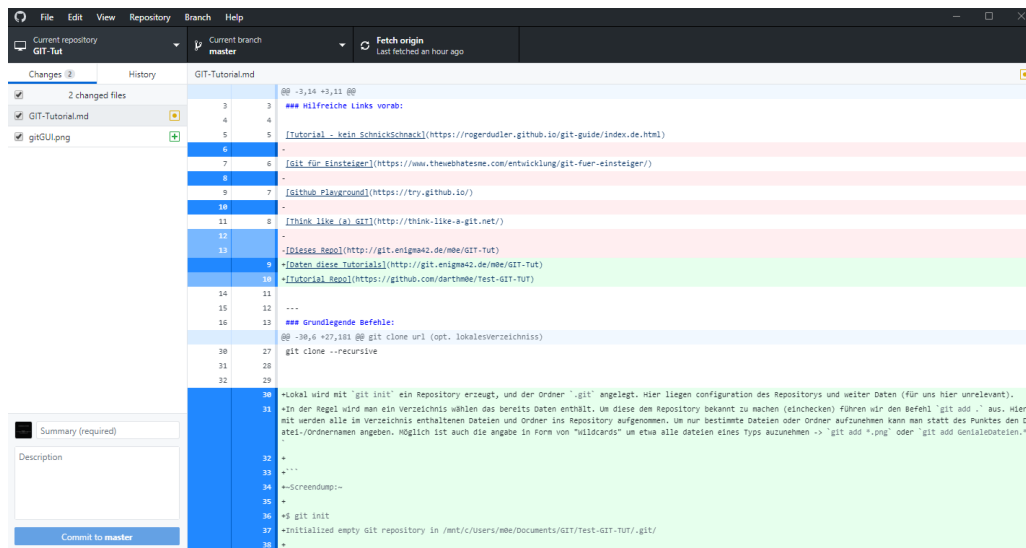 File Edit View Repository Branch Help
Current repository
GIT-Tut
Current branch
master
Fetch origin
Last fetched an hour ago
Changes 2 History
2 changed files
GIT-Tutorial.md
gitGUI.png
Summary (required)
Description
Commit to master
GIT-Tutorial.md
@@ -3,14 +3,11 @@
3 3 ### Hilfreiche Links vorab:
4 4
5 5 [Tutorial - kein SchnickSchnack](https://rogerdudler.github.io/git-guide/index.de.html)
6 -
7 6 [Git für Einsteiger](https://www.thewebhatesme.com/entwicklung/git-fuer-einsteiger/)
8 -
9 7 [Github Playground](https://try.github.io/)
10 -
11 8 [Think like (a) GIT](http://think-like-a-git.net/)
12 -
13 -[Dieses Repo](http://git.enigma42.de/m0e/GIT-Tut)
9 +[Daten diese Tutorials](http://git.enigma42.de/m0e/GIT-Tut)
10 +[Tutorial Repo](https://github.com/darthm0e/Test-GIT-TUT)
14 11
15 12 ---
16 13 ### Grundlegende Befehle:
@@ -30,6 +27,181 @@ git clone url (opt. lokalesVerzeichniss)
30 27 git clone --recursive
31 28
32 29
30 +Lokal wird mit `git init` ein Repository erzeugt, und der Ordner `.git` angelegt. Hier liegen configuration des Repositorys und weiter Daten (für uns hier unrelevant).
31 +In der Regel wird man ein Verzeichnis wählen das bereits Daten enthält. Um diese dem Repository bekannt zu machen (einchecken) führen wir den Befehl `git add .` aus. Hier
mit werden alle im Verzeichnis enthaltenen Dateien und Ordner ins Repository aufgenommen. Um nur bestimmte Dateien oder Ordner aufzunehmen kann man statt des Punktes den D
atei-/Ordnernamen angeben. Möglich ist auch die angabe in Form von "Wildcards" um etwa alle dateien eines Typs auzunehmen -> `git add *.png` oder `git add GenialeDateien.*
`
32 +
33 +```
34 +~Screendump:~
35 +
36 +$ git init
37 +Initialized empty Git repository in /mnt/c/Users/m0e/Documents/GIT/Test-GIT-TUT/.git/
38 +